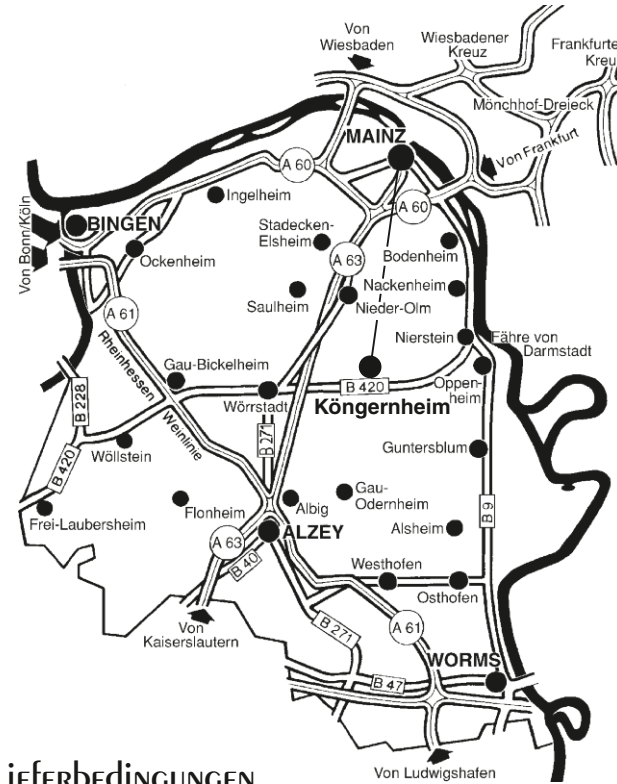 Von
Wiesbaden
Wiesbadener
Kreuz
Frankfurte
Kreu
Mönchhof-Dreieck
MAINZ
Von Frankfurt
A 60
Ingelheim
A 60
BINGEN
Von Bonn/Köln
Stadecken-
Elsheim
A 63
Bodenheim
Ockenheim
Nackenheim
Saulheim
Nieder-Olm
A 61
Nierstein
Fähre von
Darmstadt
Rheinhessen
Weinlinie
Gau-Bickelheim
B 228
B 420
Oppen-
heim
Wörrstadt
Köngernheim
B 271
B 420
Wöllstein
Guntersblum
Gau-
Odernheim
B 9
Frei-Laubersheim
Flonheim
Albig
Alsheim
A 63
ALZEY
B 40
Westhofen
Osthofen
Von
Kaiserslautern
B 271
A 61
WORMS
B 47
ieferbedingungen
Von Ludwigshafen